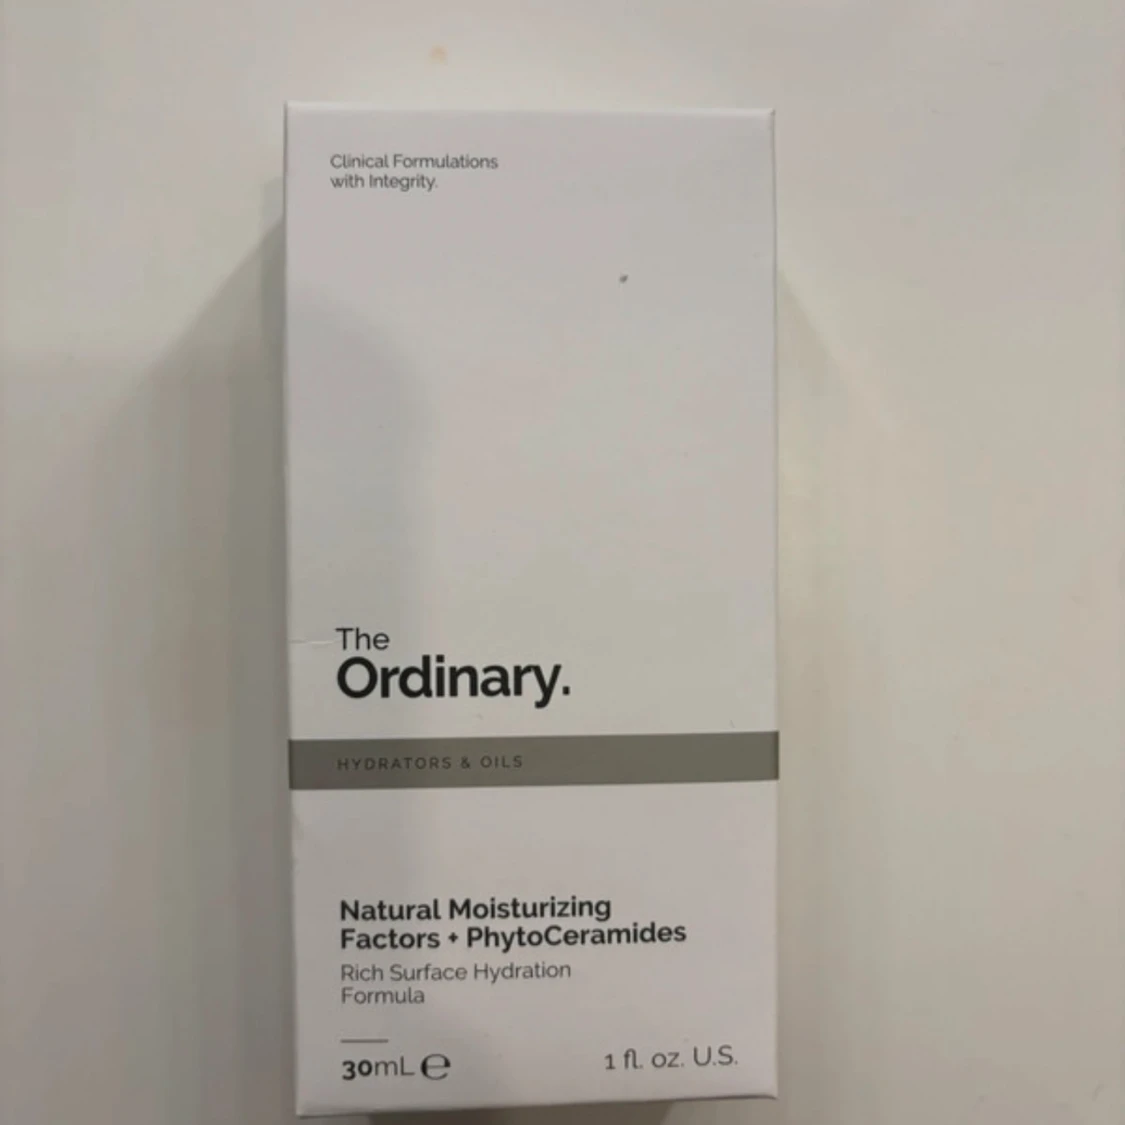 Clinical Formulations
with Integrity.
The
Ordinary.
HYDRATORS & OILS
Natural Moisturizing
Factors + PhytoCeramides
Rich Surface Hydration
Formula
30mL ℮
1 fl. oz. U.S.